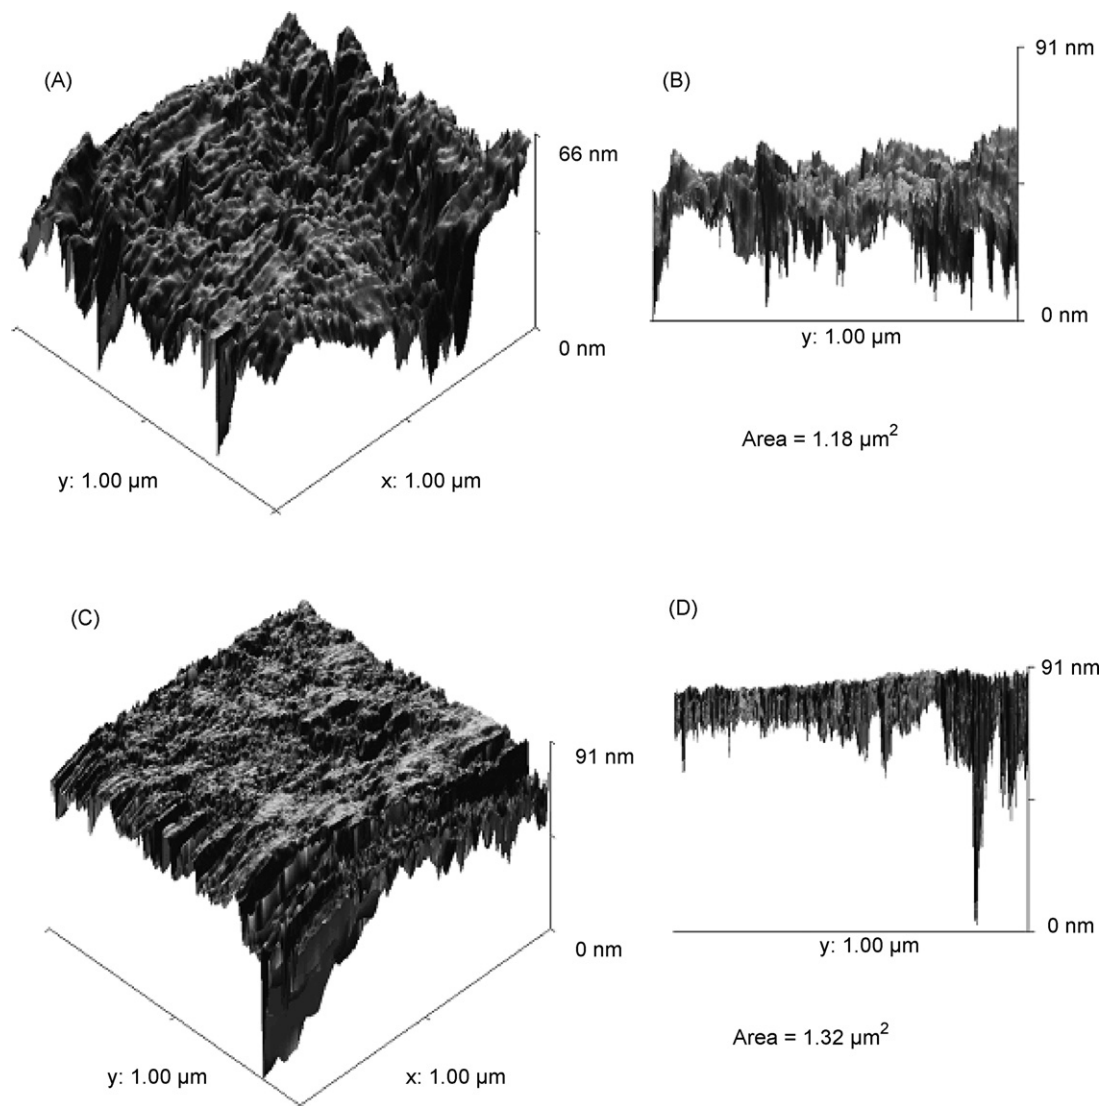 (A)
66 nm
0 nm
y: 1.00 µm
x: 1.00 µm
(B)
91 nm
0 nm
y: 1.00 µm
Area = 1.18 µm²
(C)
91 nm
0 nm
y: 1.00 µm
x: 1.00 µm
(D)
91 nm
0 nm
y: 1.00 µm
Area = 1.32 µm²